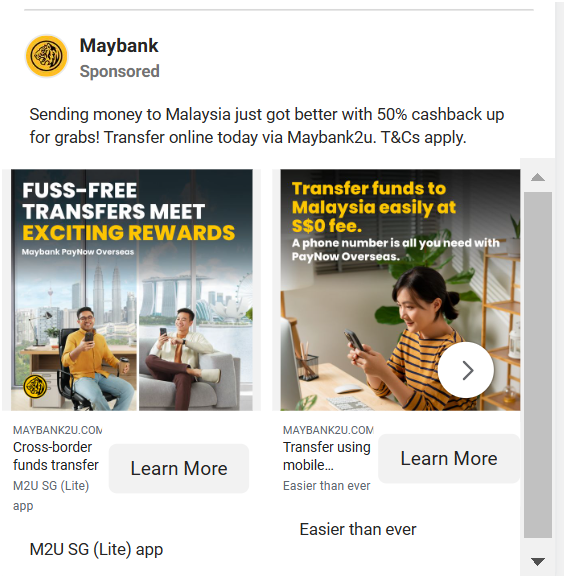 Maybank
Sponsored
Sending money to Malaysia just got better with 50% cashback up
for grabs! Transfer online today via Maybank2u. T&Cs apply.
FUSS-FREE
TRANSFERS MEET
EXCITING REWARDS
Maybank PayNow Overseas
Transfer funds to
Malaysia easily at
S$0 fee.
A phone number is all you need with
PayNow Overseas.
MAYBANK2U.COM
Cross-border
funds transfer
M2U SG (Lite)
app
Learn More
MAYBANK2U.COM
Transfer using
mobile...
Easier than ever
Learn More
M2U SG (Lite) app
Easier than ever